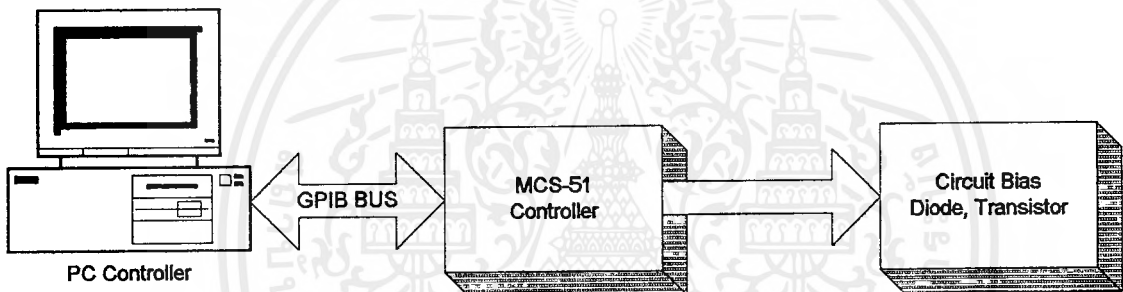 PC Controller
GPIB BUS
MCS-51
Controller
Circuit Bias
Diode, Transistor